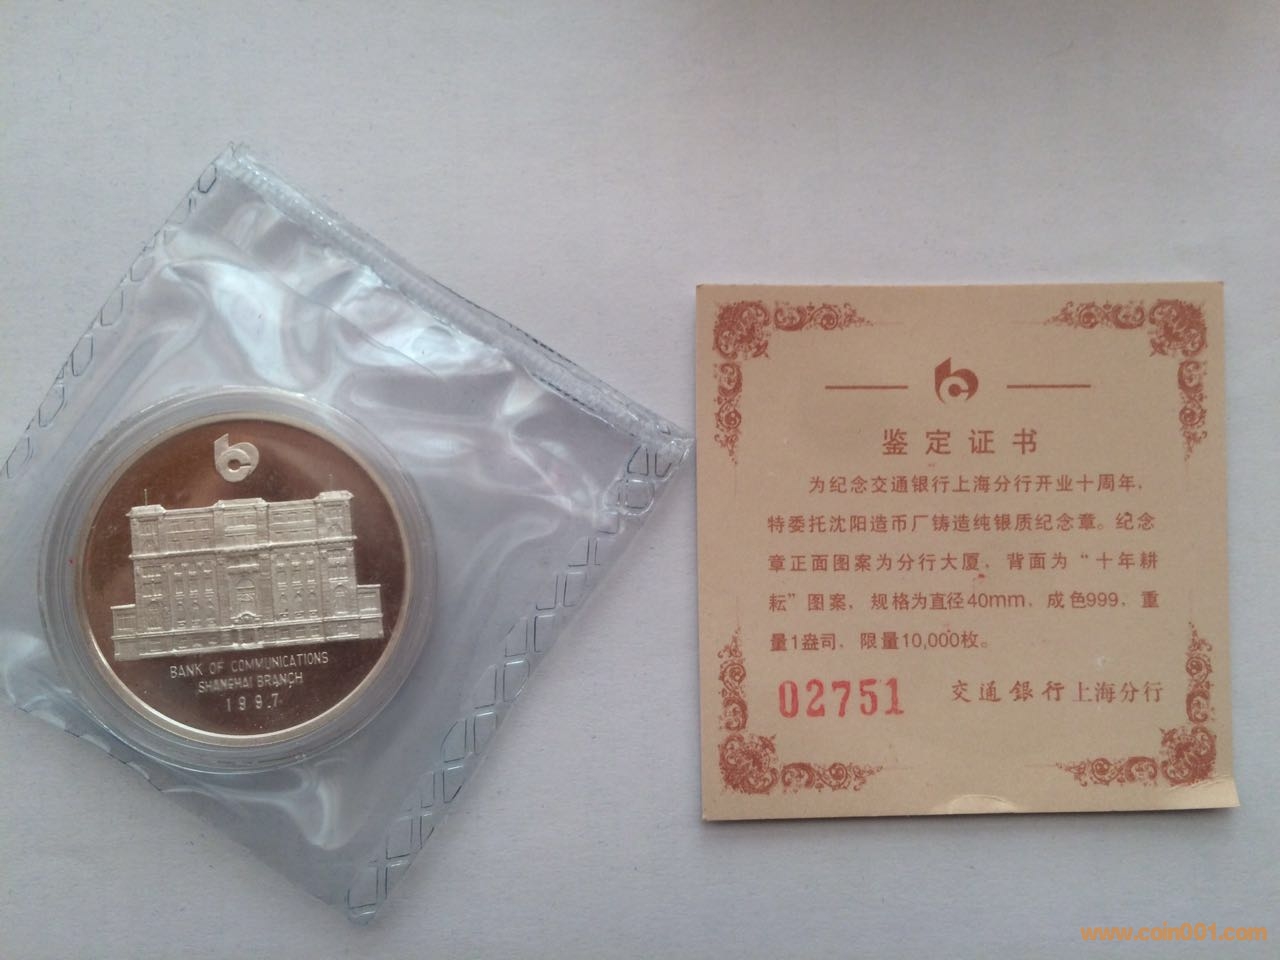 BANK OF COMMUNICATIONS
SHANGHAI BRANCH
1997
鉴定证书
为纪念交通银行上海分行开业十周年，
特委托沈阳造币厂铸造纯银质纪念章。纪念
章正面图案为分行大厦，背面为“十年耕
耘”图案，规格为直径40mm，成色999，重
量1盎司，限量10,000枚。
02751 交通银行上海分行
www.coin001.com